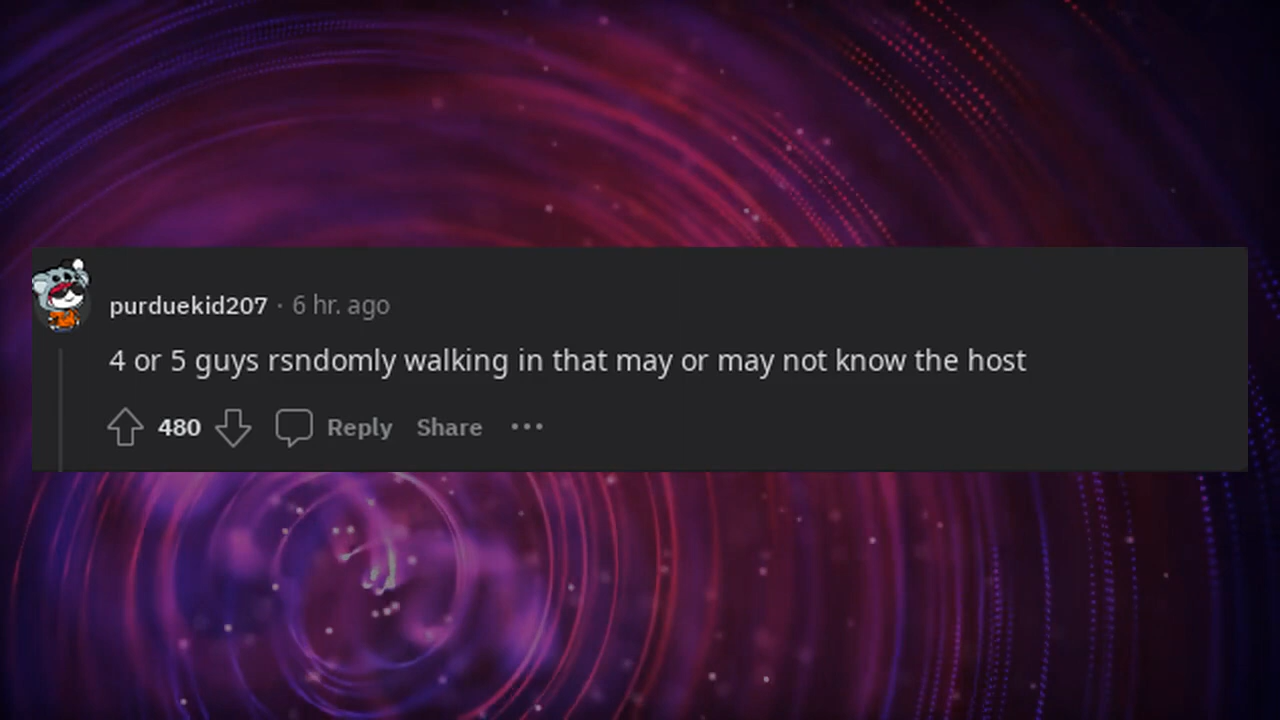 purduekid207 · 6 hr. ago
4 or 5 guys rsndomly walking in that may or may not know the host
480 Reply Share ···